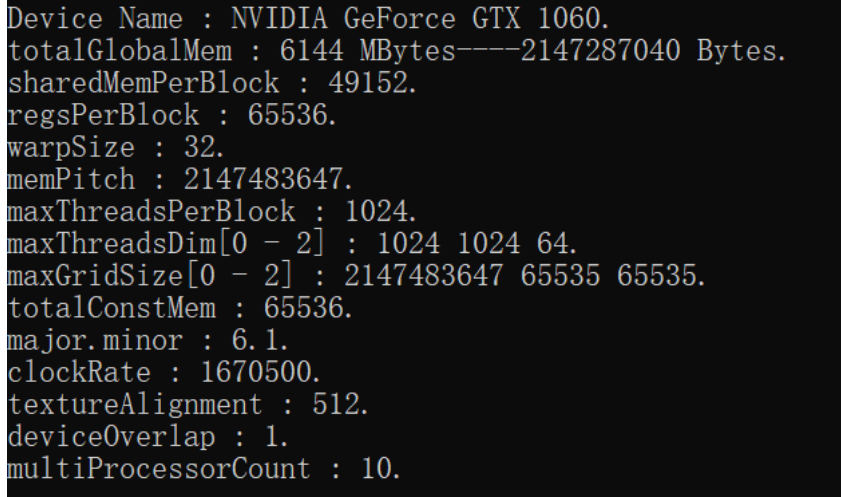 Device Name : NVIDIA GeForce GTX 1060.
totalGlobalMem : 6144 MBytes----2147287040 Bytes.
sharedMemPerBlock : 49152.
regsPerBlock : 65536.
warpSize : 32.
memPitch : 2147483647.
maxThreadsPerBlock : 1024.
maxThreadsDim[0 - 2] : 1024 1024 64.
maxGridSize[0 - 2] : 2147483647 65535 65535.
totalConstMem : 65536.
major.minor : 6.1.
clockRate : 1670500.
textureAlignment : 512.
deviceOverlap : 1.
multiProcessorCount : 10.